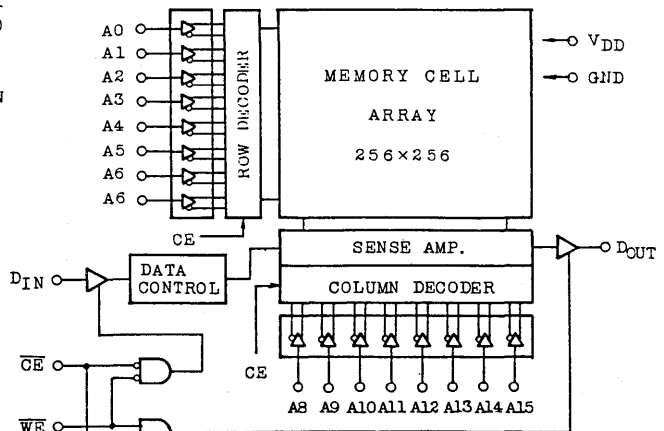 A0
A1
A2
A3
A4
A5
A6
A6
ROW DECODER
MEMORY CELL
ARRAY
256×256
VDD
GND
CE
SENSE AMP.
DOUT
DIN
DATA
CONTROL
COLUMN DECODER
CE
CE
A8 A9 A10 A11 A12 A13 A14 A15
WE